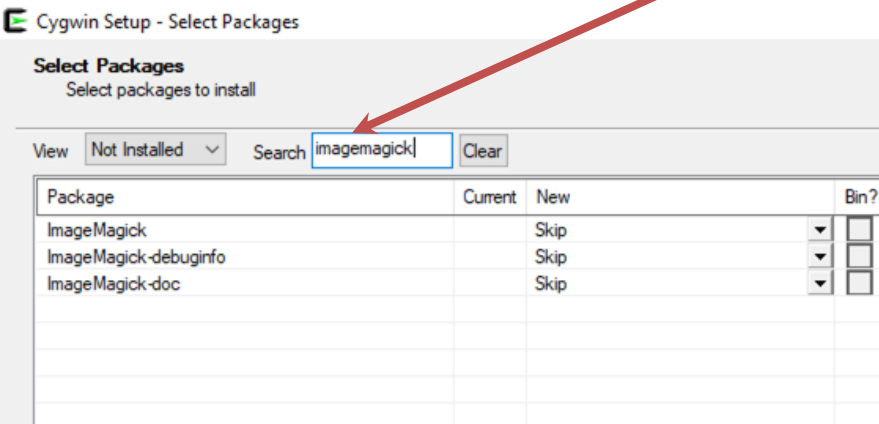 Cygwin Setup - Select Packages
Select Packages
Select packages to install
View Not Installed Search imagemagick Clear
Package Current New Bin?
ImageMagick Skip
ImageMagick-debuginfo Skip
ImageMagick-doc Skip